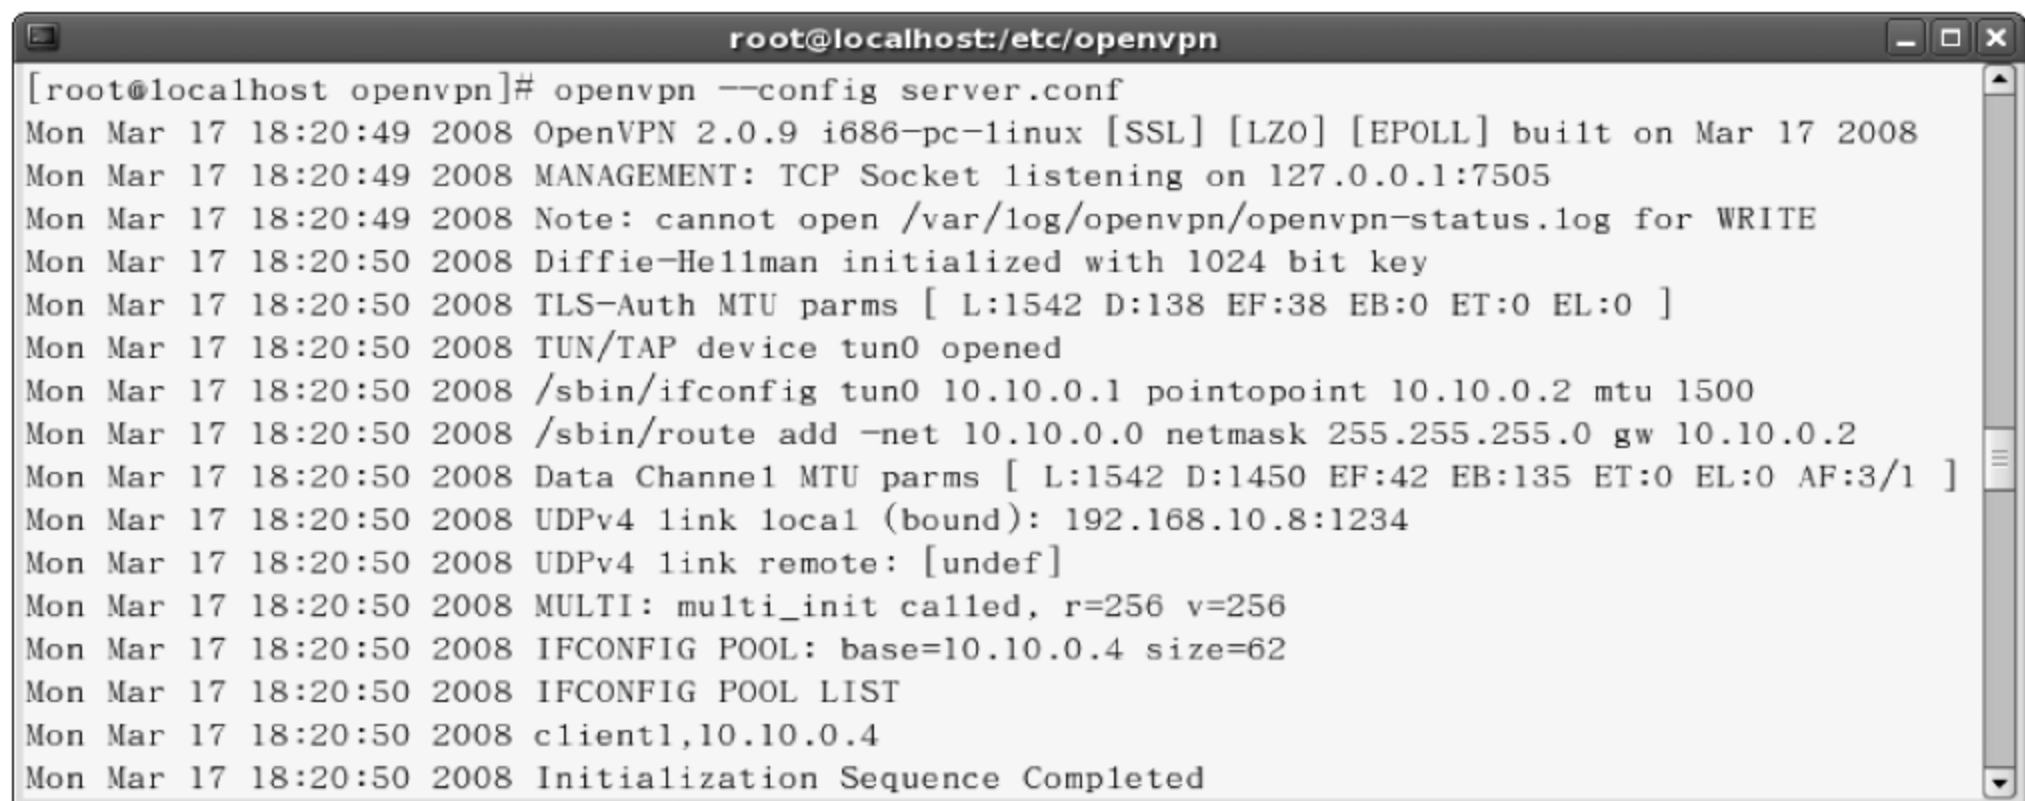 root@localhost:/etc/openvpn
[root@localhost openvpn]# openvpn --config server.conf
Mon Mar 17 18:20:49 2008 OpenVPN 2.0.9 i686-pc-linux [SSL] [LZO] [EPOLL] built on Mar 17 2008
Mon Mar 17 18:20:49 2008 MANAGEMENT: TCP Socket listening on 127.0.0.1:7505
Mon Mar 17 18:20:49 2008 Note: cannot open /var/log/openvpn/openvpn-status.log for WRITE
Mon Mar 17 18:20:50 2008 Diffie-Hellman initialized with 1024 bit key
Mon Mar 17 18:20:50 2008 TLS-Auth MTU parms [ L:1542 D:138 EF:38 EB:0 ET:0 EL:0 ]
Mon Mar 17 18:20:50 2008 TUN/TAP device tun0 opened
Mon Mar 17 18:20:50 2008 /sbin/ifconfig tun0 10.10.0.1 pointopoint 10.10.0.2 mtu 1500
Mon Mar 17 18:20:50 2008 /sbin/route add -net 10.10.0.0 netmask 255.255.255.0 gw 10.10.0.2
Mon Mar 17 18:20:50 2008 Data Channel MTU parms [ L:1542 D:1450 EF:42 EB:135 ET:0 EL:0 AF:3/1 ]
Mon Mar 17 18:20:50 2008 UDPv4 link local (bound): 192.168.10.8:1234
Mon Mar 17 18:20:50 2008 UDPv4 link remote: [undef]
Mon Mar 17 18:20:50 2008 MULTI: multi_init called, r=256 v=256
Mon Mar 17 18:20:50 2008 IFCONFIG POOL: base=10.10.0.4 size=62
Mon Mar 17 18:20:50 2008 IFCONFIG POOL LIST
Mon Mar 17 18:20:50 2008 client1,10.10.0.4
Mon Mar 17 18:20:50 2008 Initialization Sequence Completed